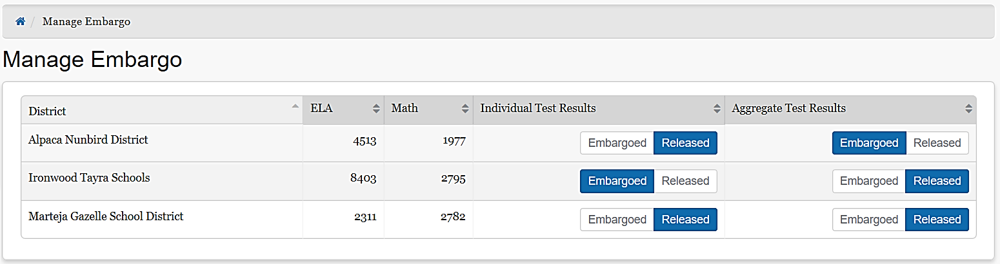 / Manage Embargo
Manage Embargo
District ELA Math Individual Test Results Aggregate Test Results
Alpaca Nunbird District 4513 1977 Embargoed Released Embargoed Released
Ironwood Tayra Schools 8403 2795 Embargoed Released Embargoed Released
Marteja Gazelle School District 2311 2782 Embargoed Released Embargoed Released